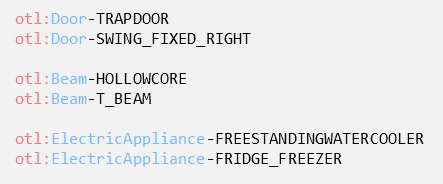 otl:Door-TRAPDOOR
otl:Door-SWING_FIXED_RIGHT
otl:Beam-HOLLOWCORE
otl:Beam-T_BEAM
otl:ElectricAppliance-FREESTANDINGWATERCOOLER
otl:ElectricAppliance-FRIDGE_FREEZER